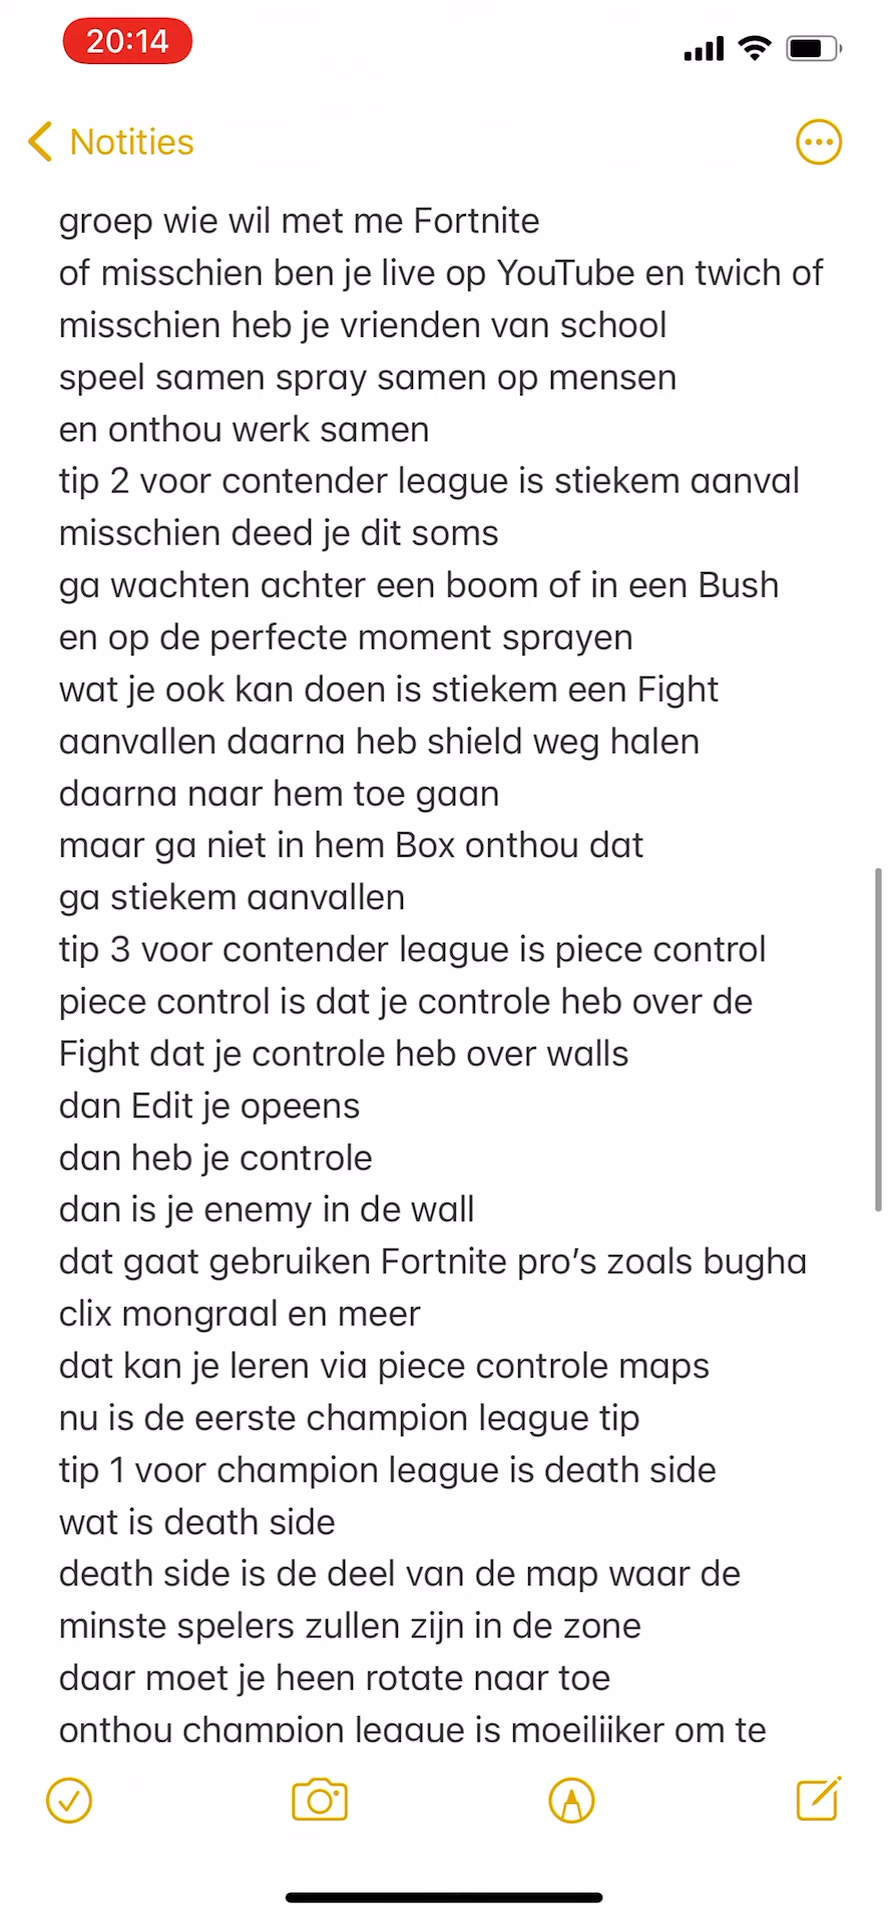 20:14
Notities
groep wie wil met me Fortnite
of misschien ben je live op YouTube en twich of
misschien heb je vrienden van school
speel samen spray samen op mensen
en onthou werk samen
tip 2 voor contender league is stiekem aanval
misschien deed je dit soms
ga wachten achter een boom of in een Bush
en op de perfecte moment sprayen
wat je ook kan doen is stiekem een Fight
aanvallen daarna heb shield weg halen
daarna naar hem toe gaan
maar ga niet in hem Box onthou dat
ga stiekem aanvallen
tip 3 voor contender league is piece control
piece control is dat je controle heb over de
Fight dat je controle heb over walls
dan Edit je opeens
dan heb je controle
dan is je enemy in de wall
dat gaat gebruiken Fortnite pro’s zoals bugha
clix mongraal en meer
dat kan je leren via piece controle maps
nu is de eerste champion league tip
tip 1 voor champion league is death side
wat is death side
death side is de deel van de map waar de
minste spelers zullen zijn in de zone
daar moet je heen rotate naar toe
onthou champion league is moeilijker om te